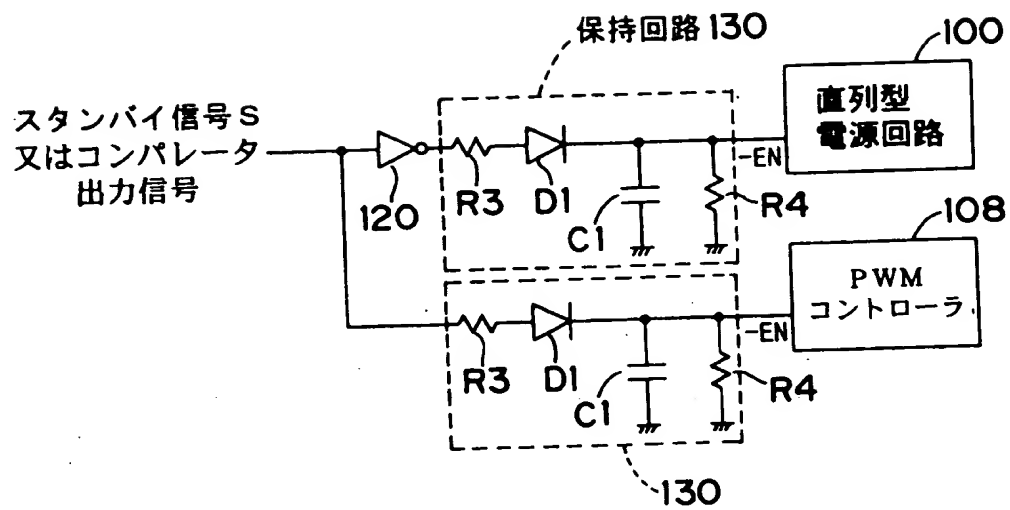 保持回路 130
100
スタンバイ信号 S
又はコンパレータ
出力信号
直列型
電源回路
-EN
120
R3
D1
C1
R4
108
PWM
コントローラ
-EN
R3
D1
C1
R4
130